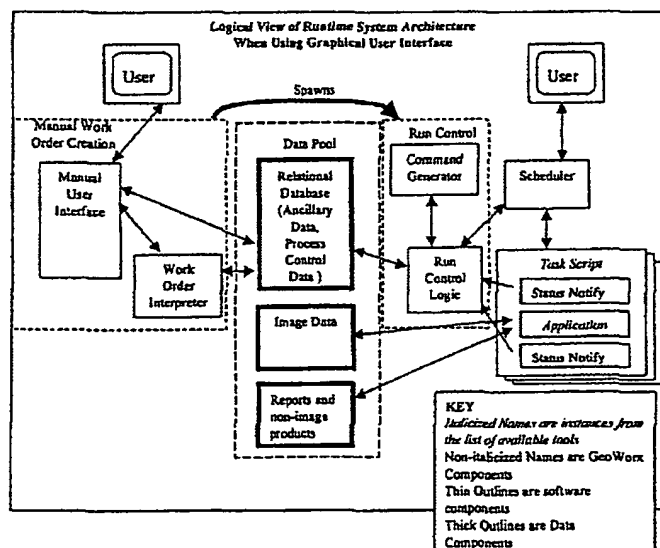 Logical View of Runtime System Architecture
When Using Graphical User Interface
User
User
Spawns
Manual Work
Order Creation
Manual
User
Interface
Work
Order
Interpreter
Data Pool
Relational
Database
(Ancillary
Data,
Process
Control
Data )
Image Data
Reports and
non-image
products
Run Control
Command
Generator
Run
Control
Logic
Scheduler
Task Script
Status Notify
Application
Status Notify
KEY
Italicized Names are instances from
the list of available tools
Non-italicized Names are GeoWorx
Components
Thin Outlines are software
components
Thick Outlines are Data
Components